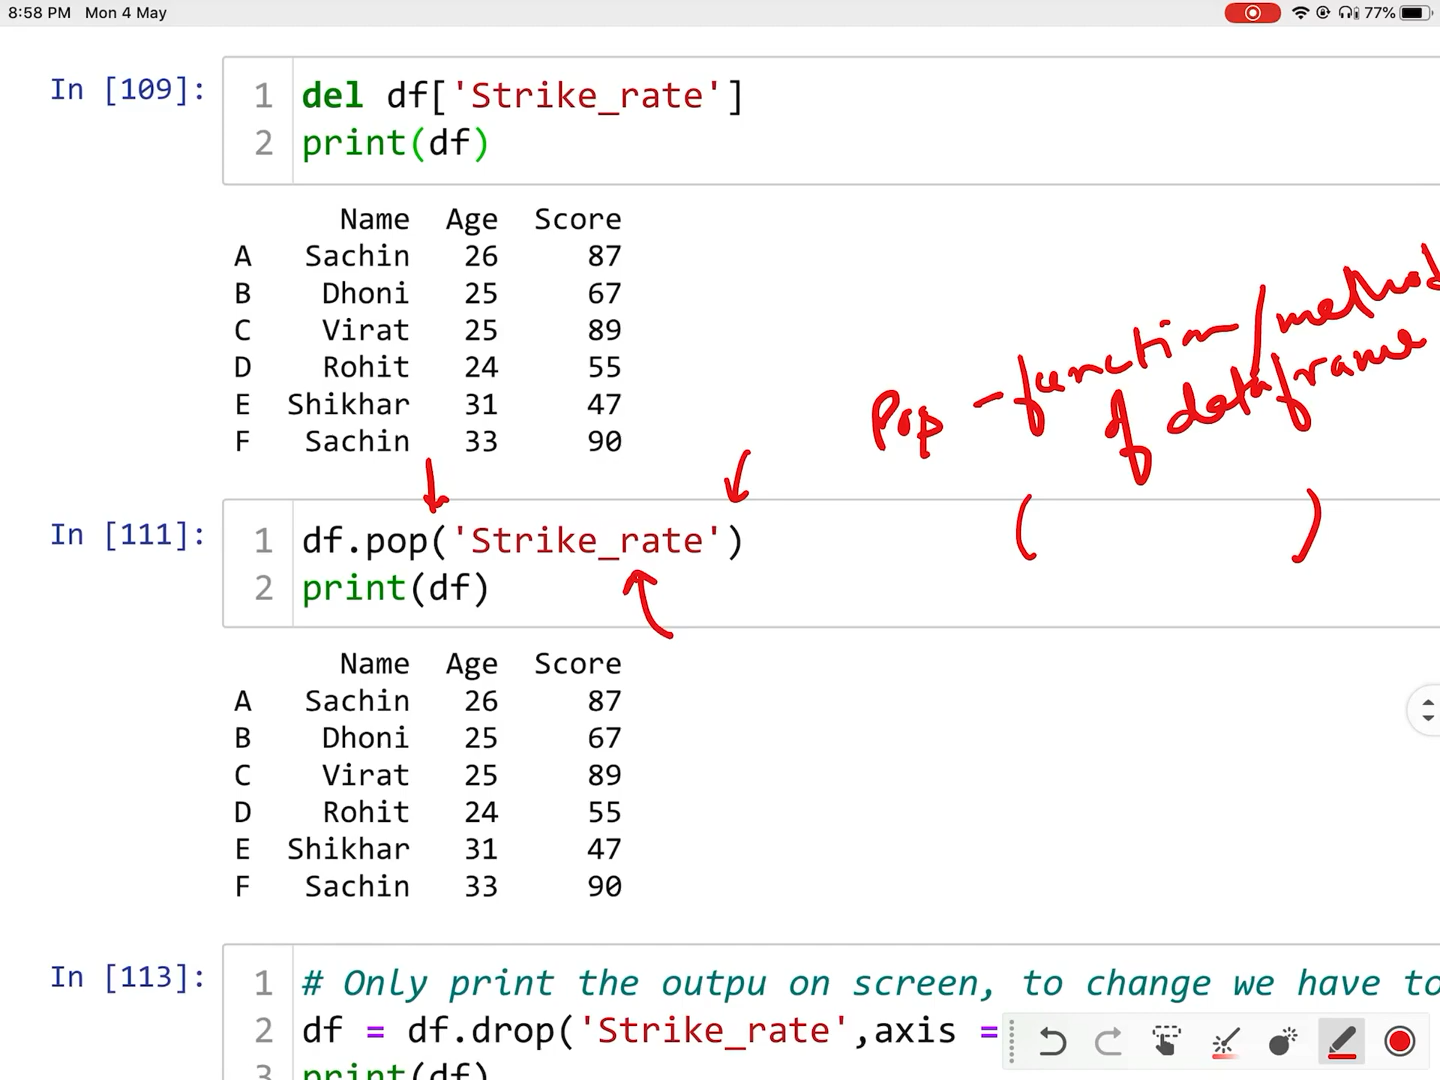 8:58 PM Mon 4 May 77%
In [109]:
1 del df['Strike_rate']
2 print(df)
Name Age Score
A Sachin 26 87
B Dhoni 25 67
C Virat 25 89
D Rohit 24 55
E Shikhar 31 47
F Sachin 33 90
Pop - function/method
of dataframe
( )
In [111]:
1 df.pop('Strike_rate')
2 print(df)
Name Age Score
A Sachin 26 87
B Dhoni 25 67
C Virat 25 89
D Rohit 24 55
E Shikhar 31 47
F Sachin 33 90
In [113]:
1 # Only print the outpu on screen, to change we have to
2 df = df.drop('Strike_rate',axis =
3 print(df)